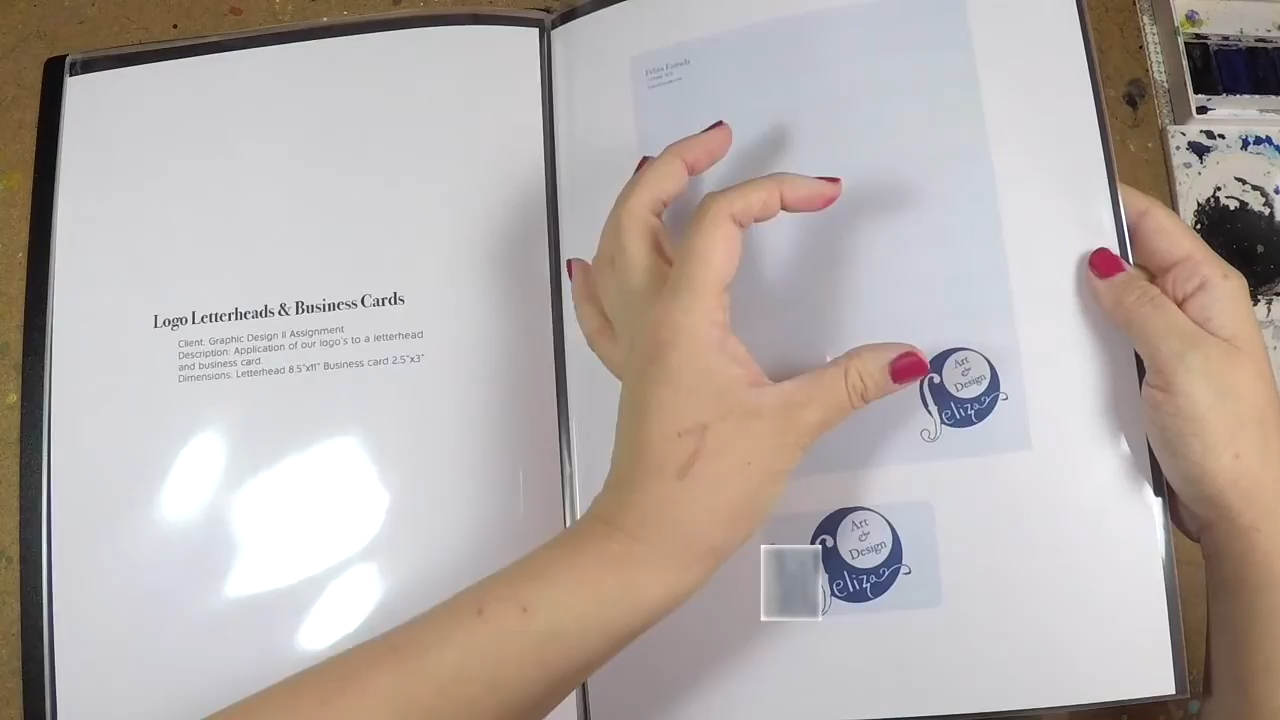 Logo Letterheads & Business Cards
Client: Graphic Design II Assignment
Description: Application of our logo's to a letterhead
and business card.
Dimensions. Letterhead 8.5"x11" Business card 2.5"x3"
Art
&
Design
feliza
Art
&
Design
feliza